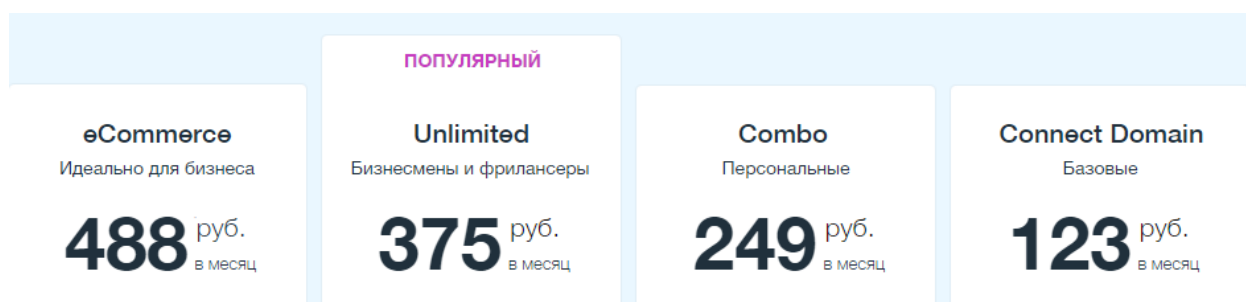 eCommerce
Идеально для бизнеса
488 руб.
в месяц
ПОПУЛЯРНЫЙ
Unlimited
Бизнесмены и фрилансеры
375 руб.
в месяц
Combo
Персональные
249 руб.
в месяц
Connect Domain
Базовые
123 руб.
в месяц